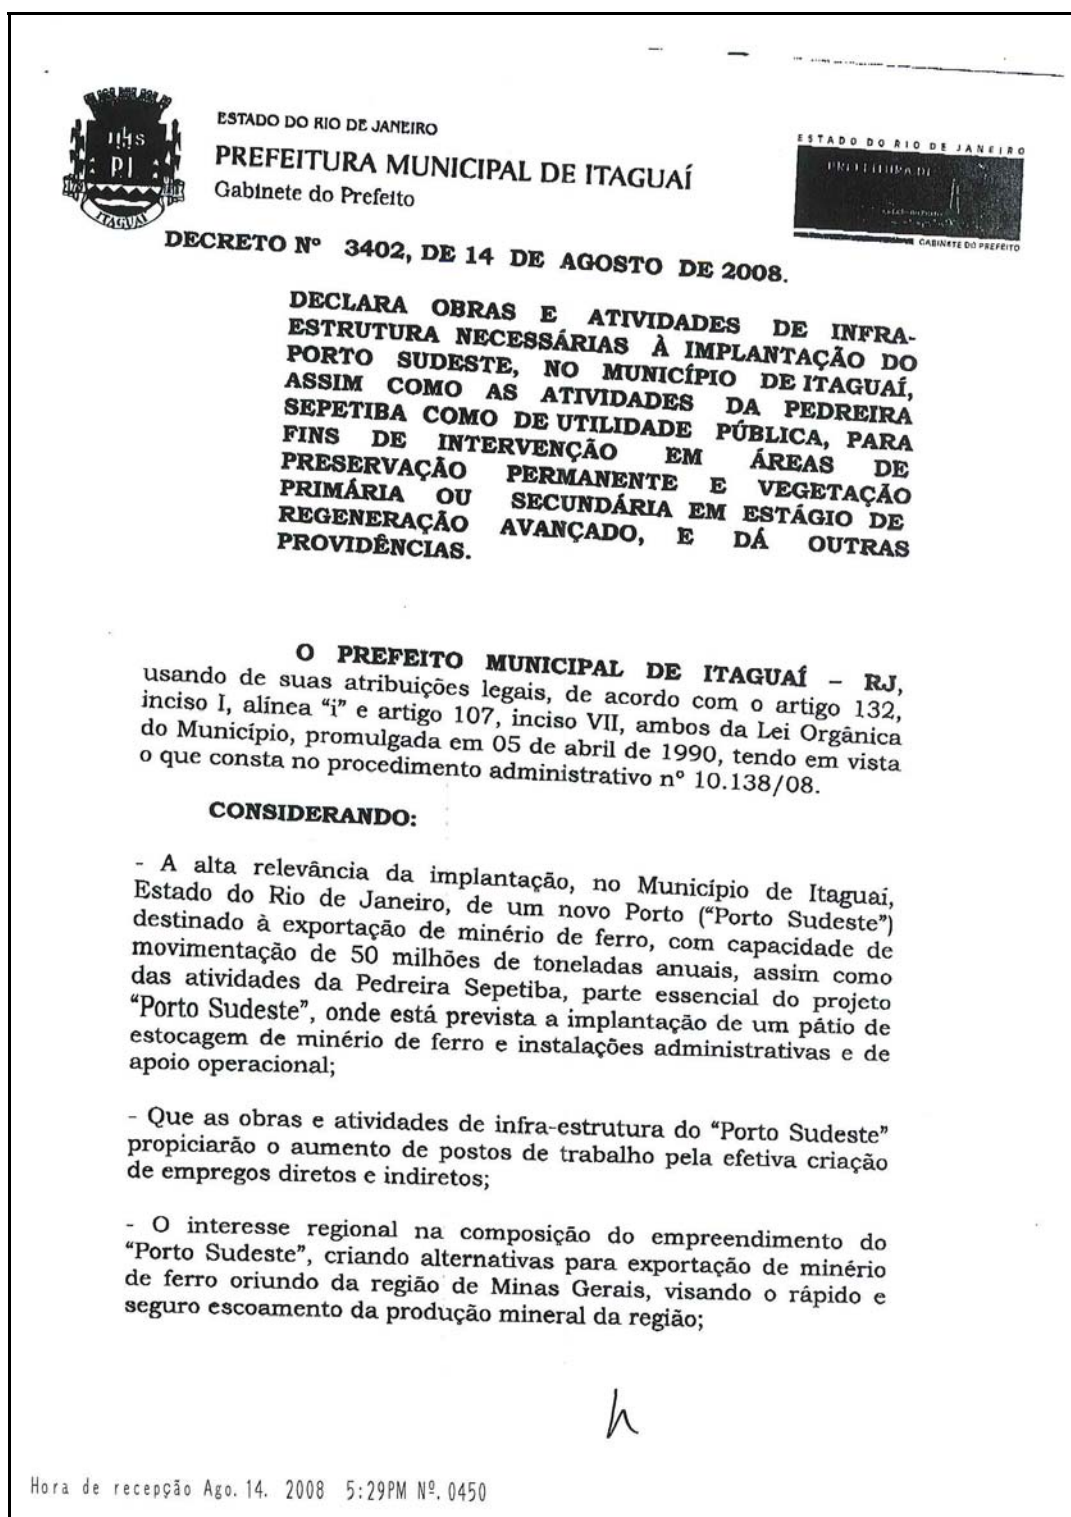 IHS
PI
ITAGUAÍ
ESTADO DO RIO DE JANEIRO
PREFEITURA MUNICIPAL DE ITAGUAÍ
Gabinete do Prefeito
ESTADO DO RIO DE JANEIRO
PREFEITURA DE
GABINETE DO PREFEITO
DECRETO Nº 3402, DE 14 DE AGOSTO DE 2008.
DECLARA OBRAS E ATIVIDADES DE INFRA-
ESTRUTURA NECESSÁRIAS À IMPLANTAÇÃO DO
PORTO SUDESTE, NO MUNICÍPIO DE ITAGUAÍ,
ASSIM COMO AS ATIVIDADES DA PEDREIRA
SEPETIBA COMO DE UTILIDADE PÚBLICA, PARA
FINS DE INTERVENÇÃO EM ÁREAS DE
PRESERVAÇÃO PERMANENTE E VEGETAÇÃO
PRIMÁRIA OU SECUNDÁRIA EM ESTÁGIO DE
REGENERAÇÃO AVANÇADO, E DÁ OUTRAS
PROVIDÊNCIAS.
O PREFEITO MUNICIPAL DE ITAGUAÍ – RJ,
usando de suas atribuições legais, de acordo com o artigo 132,
inciso I, alínea “i” e artigo 107, inciso VII, ambos da Lei Orgânica
do Município, promulgada em 05 de abril de 1990, tendo em vista
o que consta no procedimento administrativo nº 10.138/08.
CONSIDERANDO:
- A alta relevância da implantação, no Município de Itaguaí,
Estado do Rio de Janeiro, de um novo Porto (“Porto Sudeste”)
destinado à exportação de minério de ferro, com capacidade de
movimentação de 50 milhões de toneladas anuais, assim como
das atividades da Pedreira Sepetiba, parte essencial do projeto
“Porto Sudeste”, onde está prevista a implantação de um pátio de
estocagem de minério de ferro e instalações administrativas e de
apoio operacional;
- Que as obras e atividades de infra-estrutura do “Porto Sudeste”
propiciarão o aumento de postos de trabalho pela efetiva criação
de empregos diretos e indiretos;
- O interesse regional na composição do empreendimento do
“Porto Sudeste”, criando alternativas para exportação de minério
de ferro oriundo da região de Minas Gerais, visando o rápido e
seguro escoamento da produção mineral da região;
Hora de recepção Ago. 14. 2008 5:29PM Nº. 0450